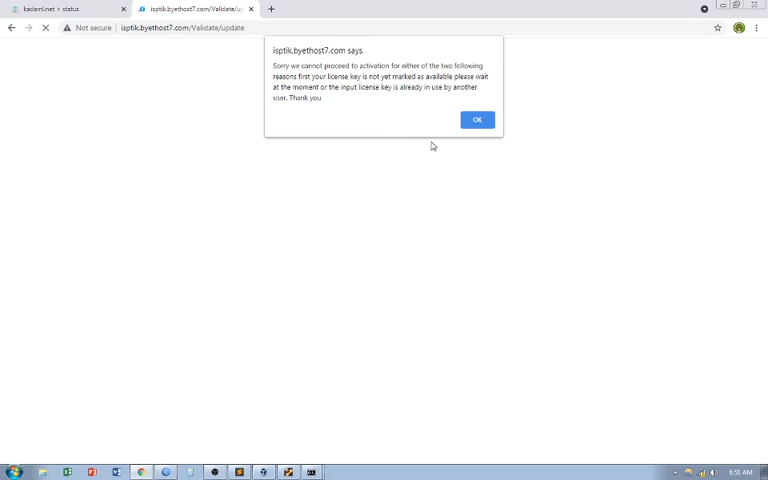 kadaml.net > status
isptik.byethost7.com/Validate/up
Not secure
isptik.byethost7.com/Validate/update
isptik.byethost7.com says
Sorry we cannot proceed to activation for either of the two following
reasons first your license key is not yet marked as available please wait
at the moment or the input license key is already in use by another
user. Thank you
OK
6:51 AM